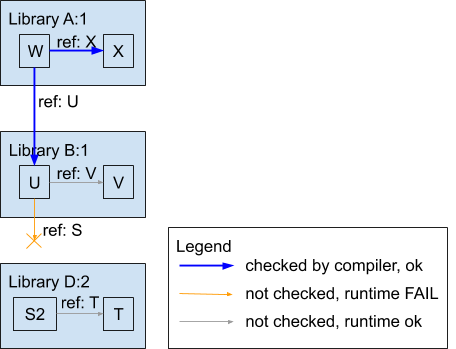 Library A:1
W
ref: X
X
ref: U
Library B:1
U
ref: V
V
ref: S
Library D:2
S2
ref: T
T
Legend
checked by compiler, ok
not checked, runtime FAIL
not checked, runtime ok